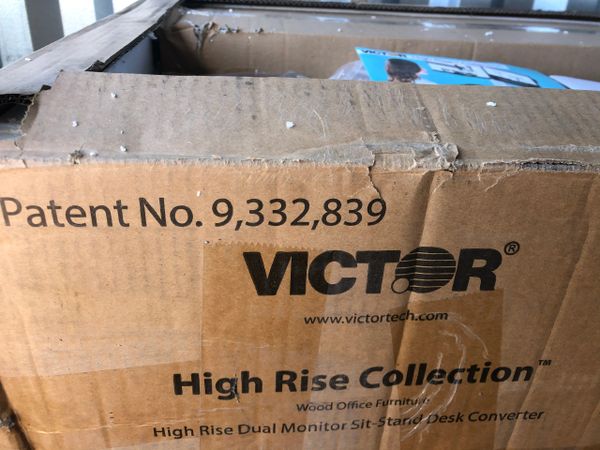 VICTOR
Patent No. 9,332,839
VICTOR®
www.victortech.com
High Rise Collection™
Wood Office Furniture
High Rise Dual Monitor Sit-Stand Desk Converter